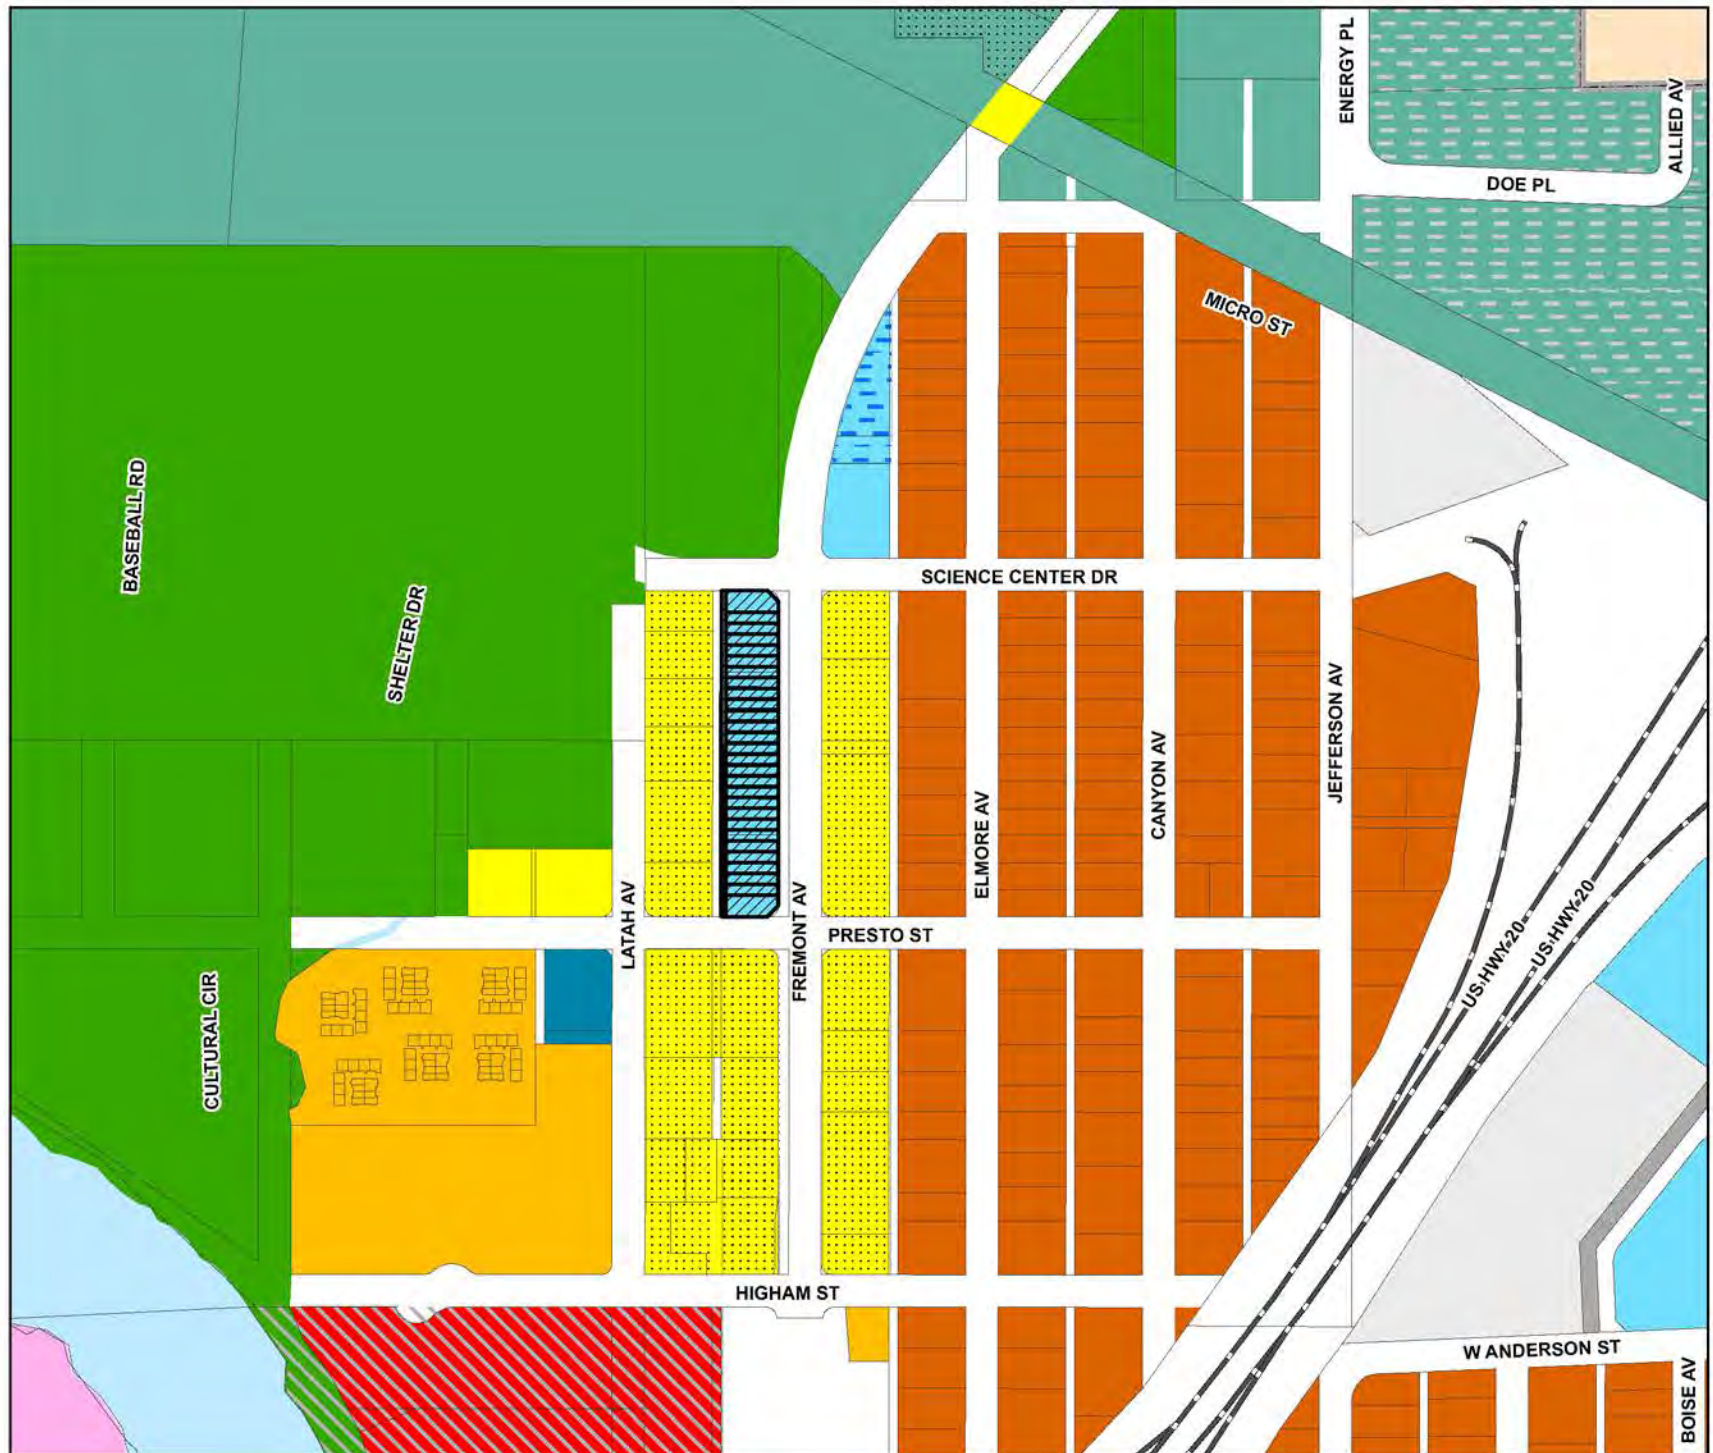 ENERGY PL
ALLIED AV
DOE PL
MICRO ST
BASEBALL RD
SHELTER DR
SCIENCE CENTER DR
JEFFERSON AV
CANYON AV
ELMORE AV
LATAH AV
FREMONT AV
PRESTO ST
US HWY 20
US HWY 20
CULTURAL CIR
HIGHAM ST
W ANDERSON ST
BOISE AV